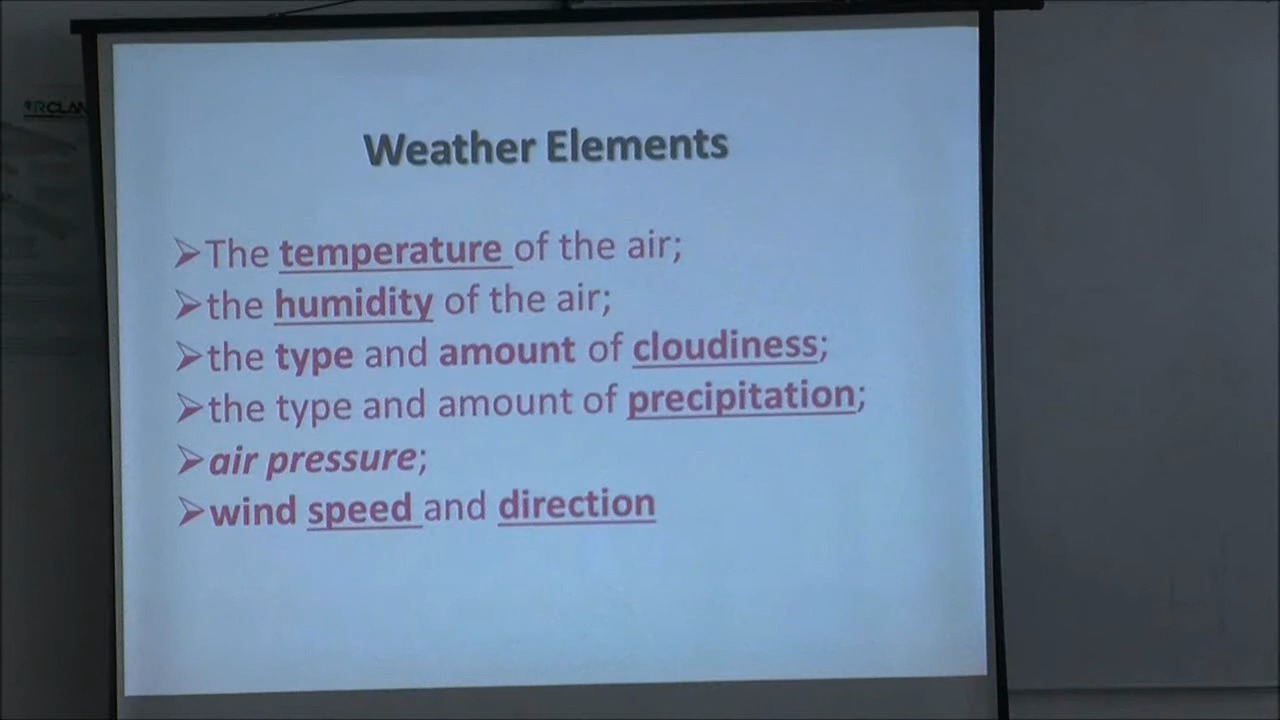 Weather Elements
➢The temperature of the air;
➢the humidity of the air;
➢the type and amount of cloudiness;
➢the type and amount of precipitation;
➢air pressure;
➢wind speed and direction